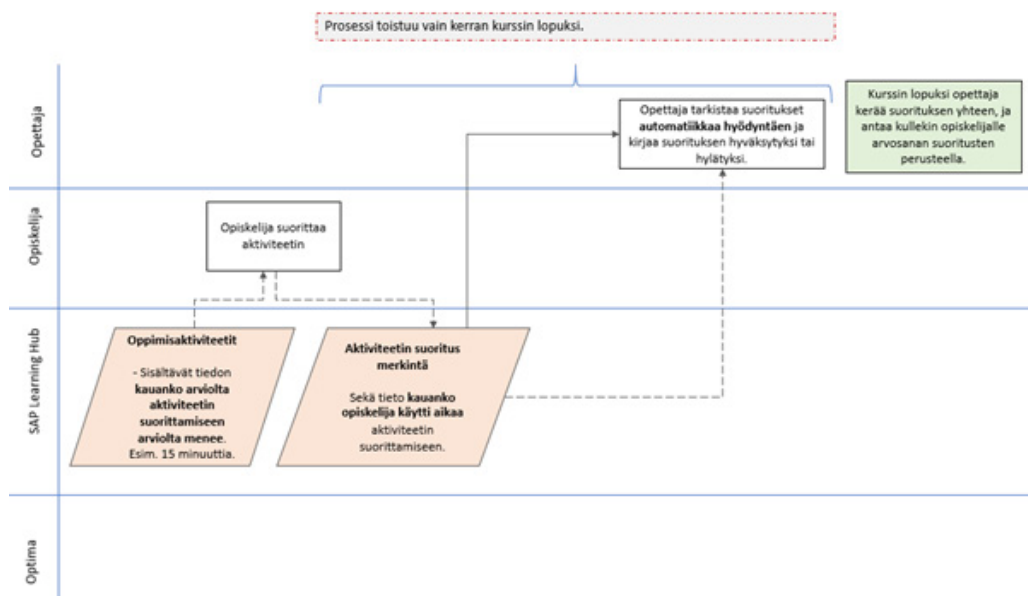 Prosessi toistuu vain kerran kurssin lopuksi.
Opettaja
Opettaja tarkistaa suoritukset
automatiikkaa hyödyntäen ja
kirjaa suorituksen hyväksytyksi tai
hylätyksi.
Kurssin lopuksi opettaja
kerää suorituksen yhteen, ja
antaa kullekin opiskelijalle
arvosanan suoritusten
perusteella.
Opiskelija
Opiskelija suorittaa
aktiviteetin
SAP Learning Hub
Oppimisaktiviteetit
- Sisältävät tiedon
kauanko arviolta
aktiviteetin
suorittamiseen
arviolta menee.
Esim. 15 minuuttia.
Aktiviteetin suoritus
merkintä
Sekä tieto kauanko
opiskelija käytti aikaa
aktiviteetin
suorittamiseen.
Optima